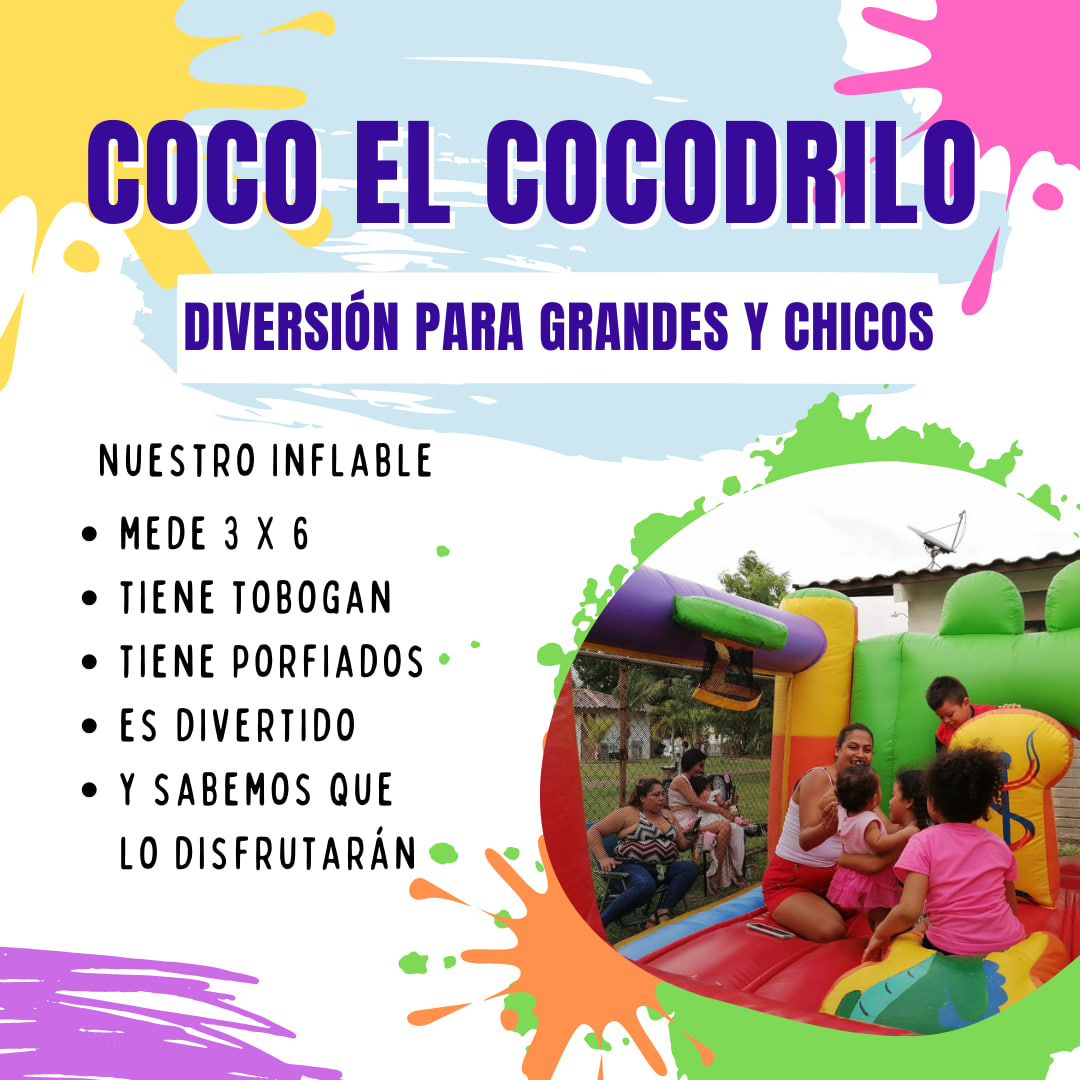 COCO EL COCODRILO
DIVERSIÓN PARA GRANDES Y CHICOS
NUESTRO INFLABLE
• MEDE 3 X 6
• TIENE TOBOGAN
• TIENE PORFIADOS
• ES DIVERTIDO
• Y SABEMOS QUE
LO DISFRUTARÁN